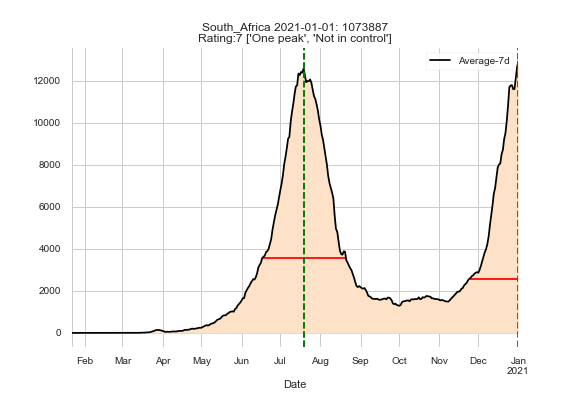 South_Africa 2021-01-01: 1073887
Rating:7 ['One peak', 'Not in control']
Average-7d
12000
10000
8000
6000
4000
2000
0
Feb Mar Apr May Jun Jul Aug Sep Oct Nov Dec Jan
2021
Date